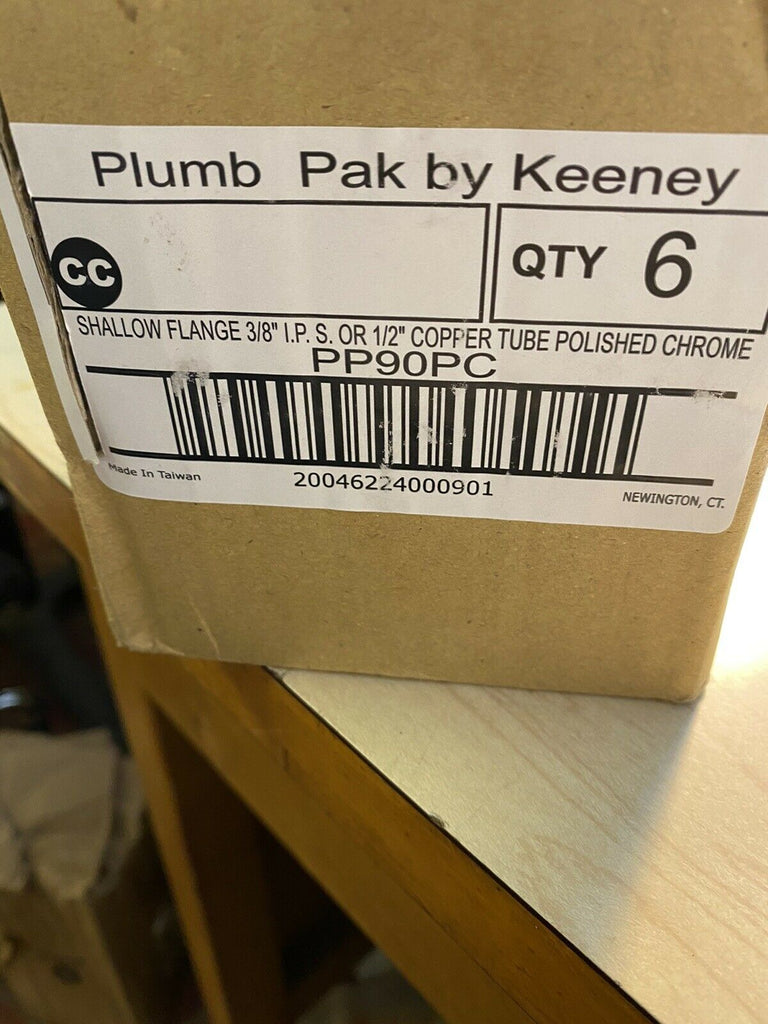 Plumb Pak by Keeney
CC
QTY 6
SHALLOW FLANGE 3/8" I.P. S. OR 1/2" COPPER TUBE POLISHED CHROME
PP90PC
Made In Taiwan
20046224000901
NEWINGTON, CT.